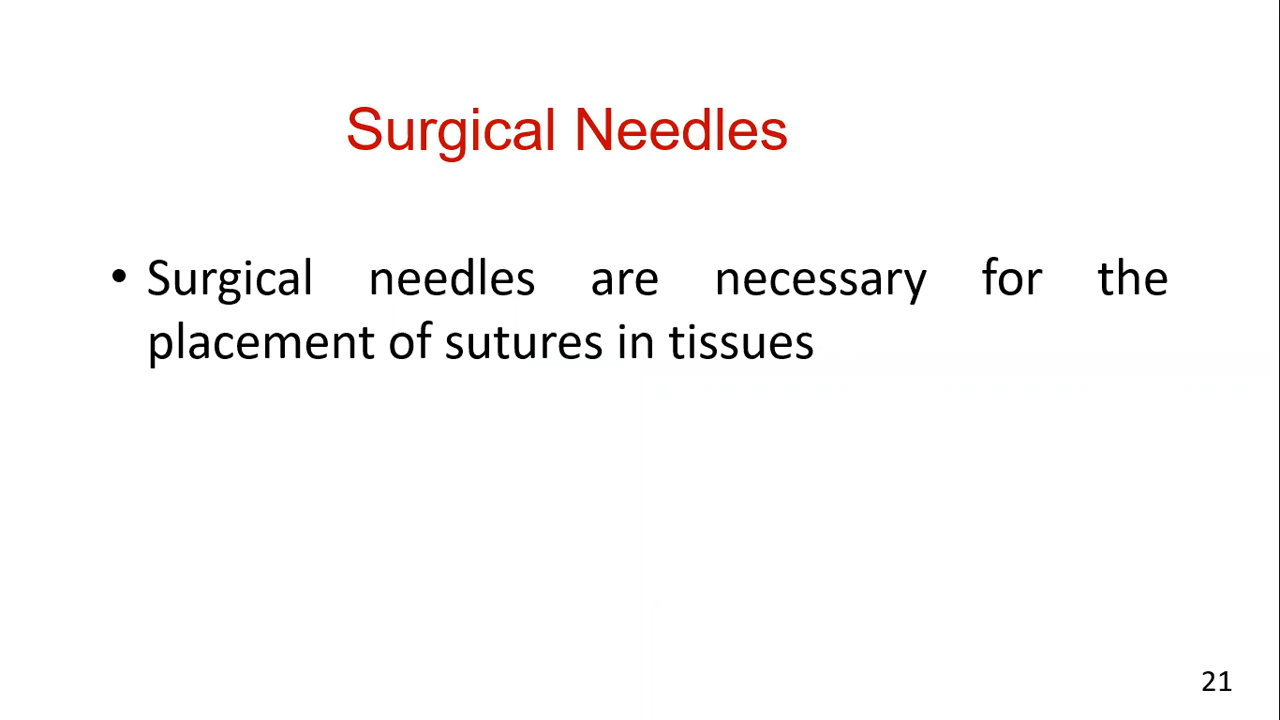 Surgical Needles
• Surgical needles are necessary for the
placement of sutures in tissues
21